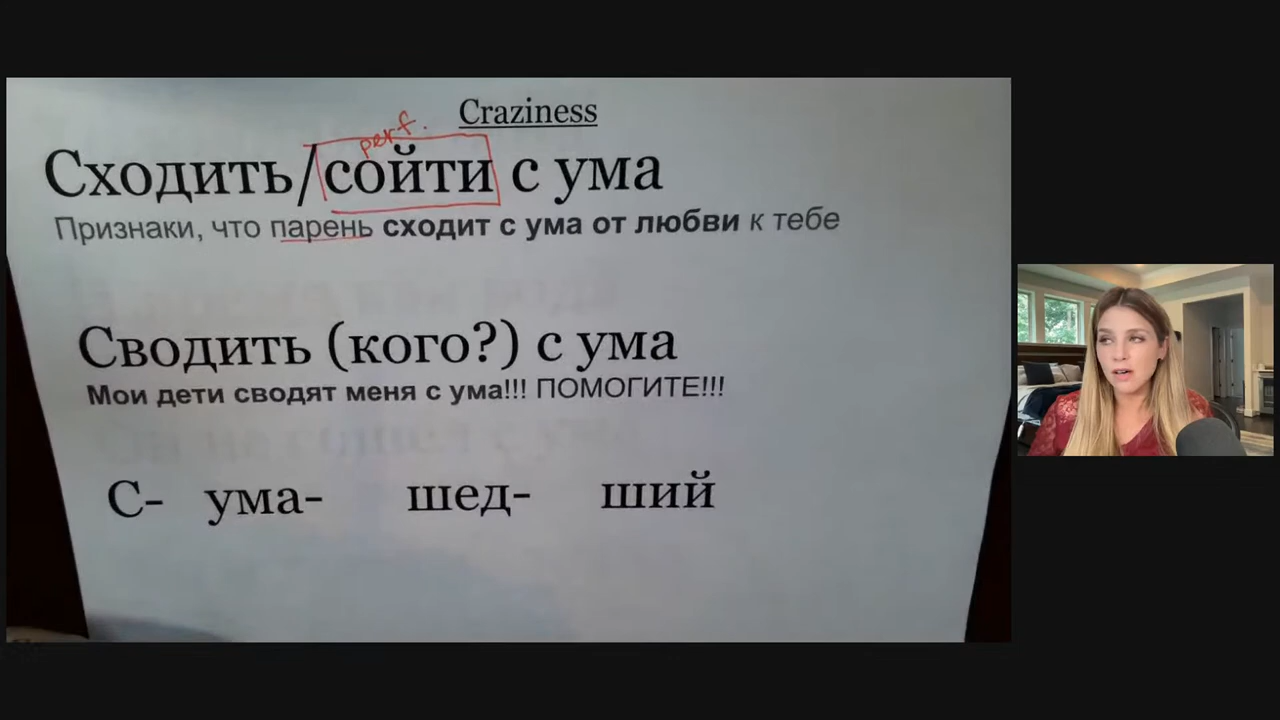 Craziness
perf.
Сходить/сойти с ума
Признаки, что парень сходит с ума от любви к тебе
Сводить (кого?) с ума
Мои дети сводят меня с ума!!! ПОМОГИТЕ!!!
С- ума- шед- ший